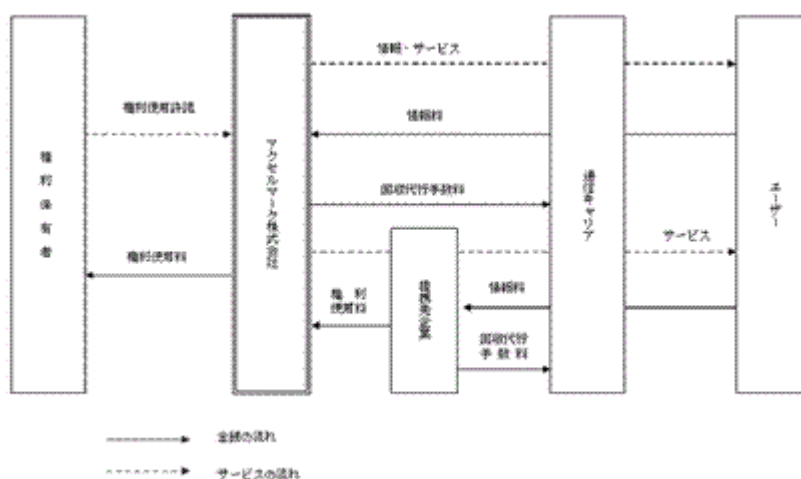 情報・サービス
権利使用許諾
情報料
権利保有者
アクセルマーク株式会社
回収代行手数料
通信キャリア
ユーザー
サービス
権利使用料
提携先企業
情報料
権利
使用料
回収代行
手数料
金銭の流れ
サービスの流れ